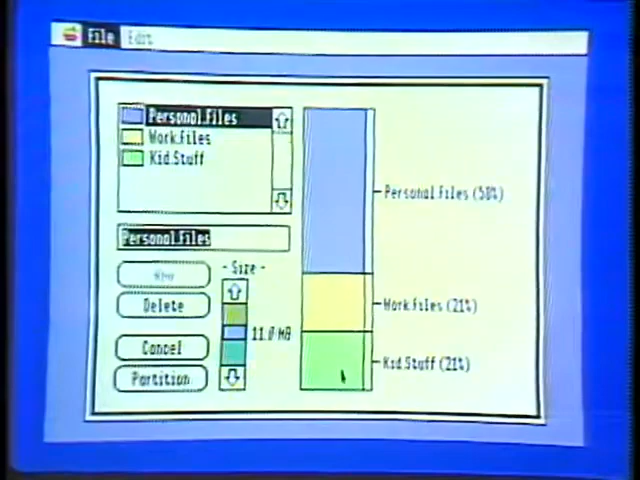 File Edit
Personal.Files
Work.Files
Kid.Stuff
Personal.Files
New
Delete
Cancel
Partition
- Size -
11.0 MB
Personal.Files (58%)
Work.Files (21%)
Kid.Stuff (21%)